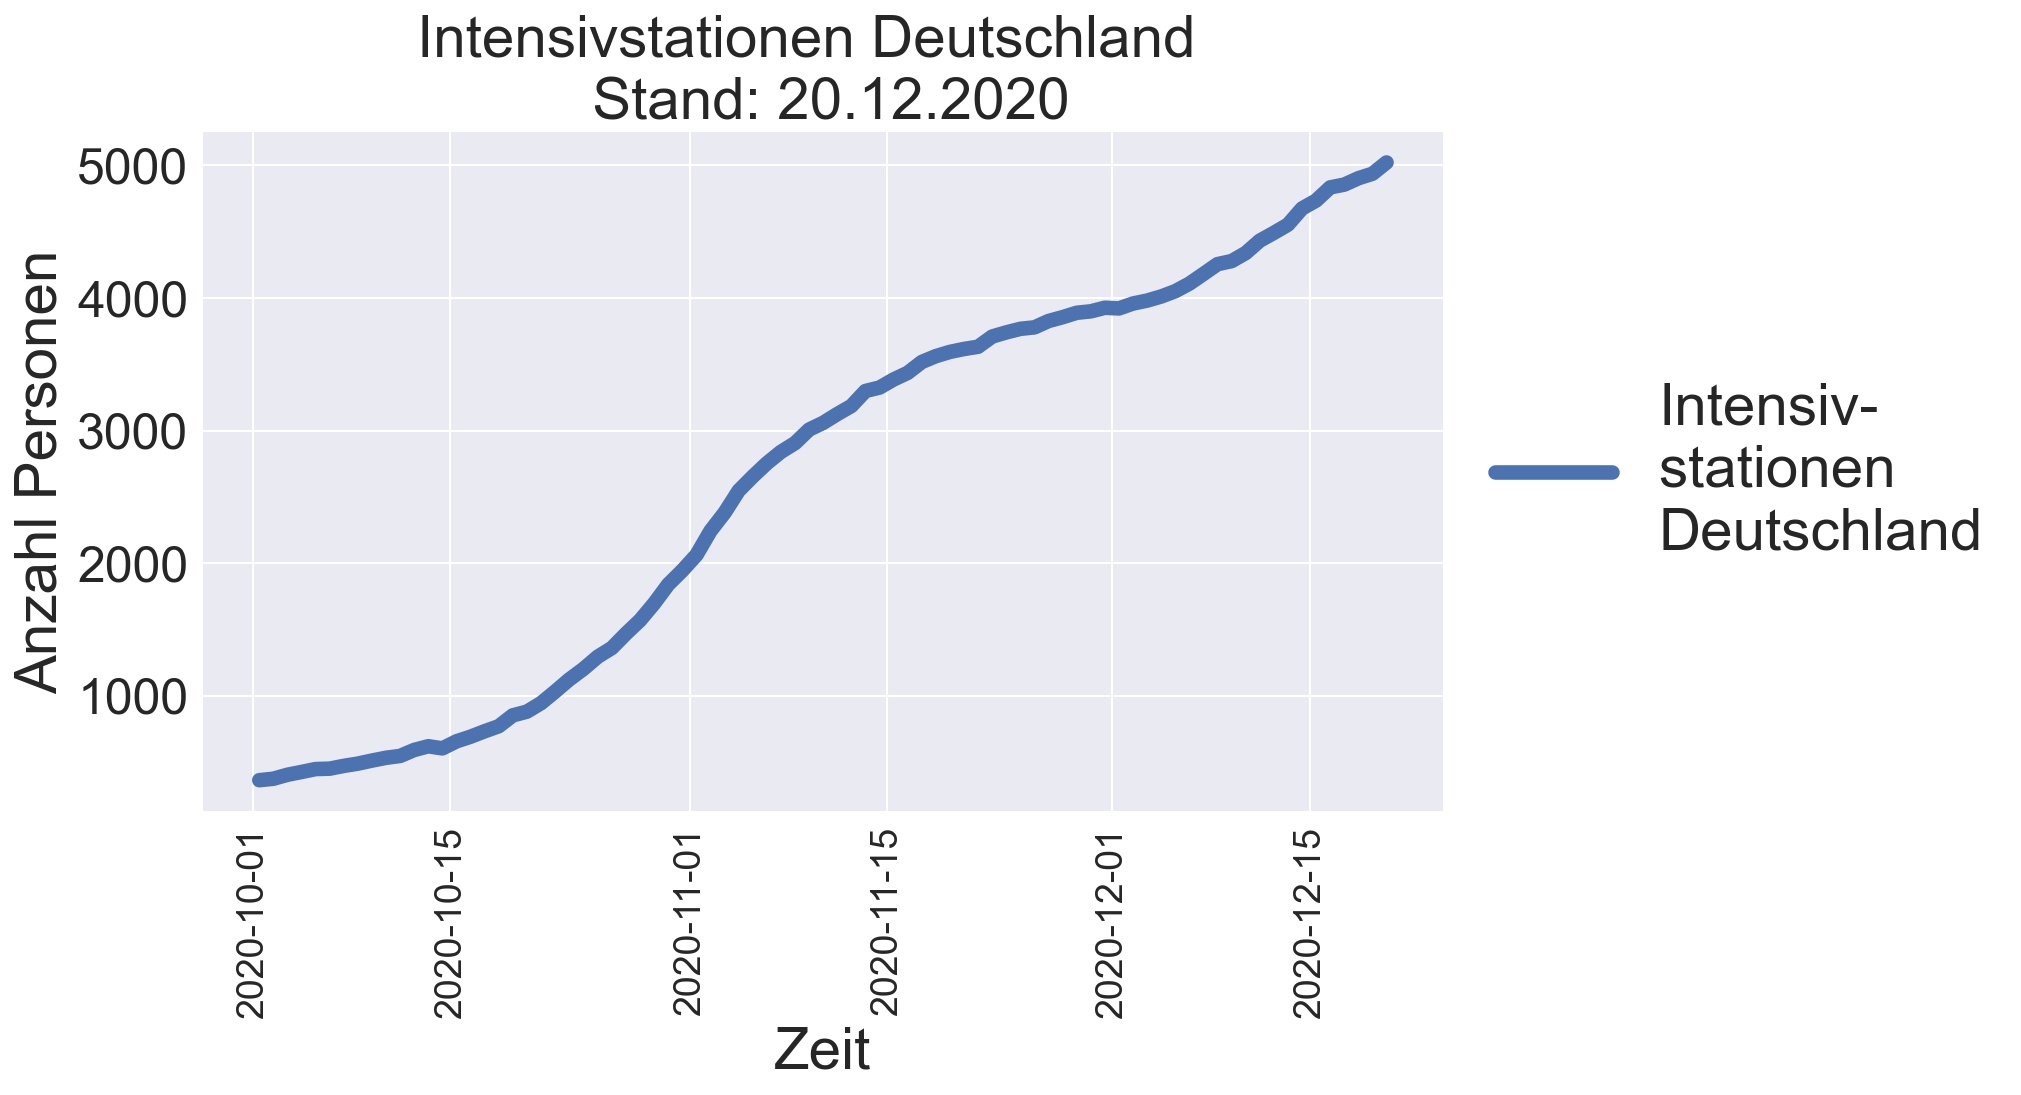 Intensivstationen Deutschland
Stand: 20.12.2020
5000
4000
3000
2000
1000
Anzahl Personen
2020-10-01
2020-10-15
2020-11-01
2020-11-15
2020-12-01
2020-12-15
Zeit
Intensiv-
stationen
Deutschland